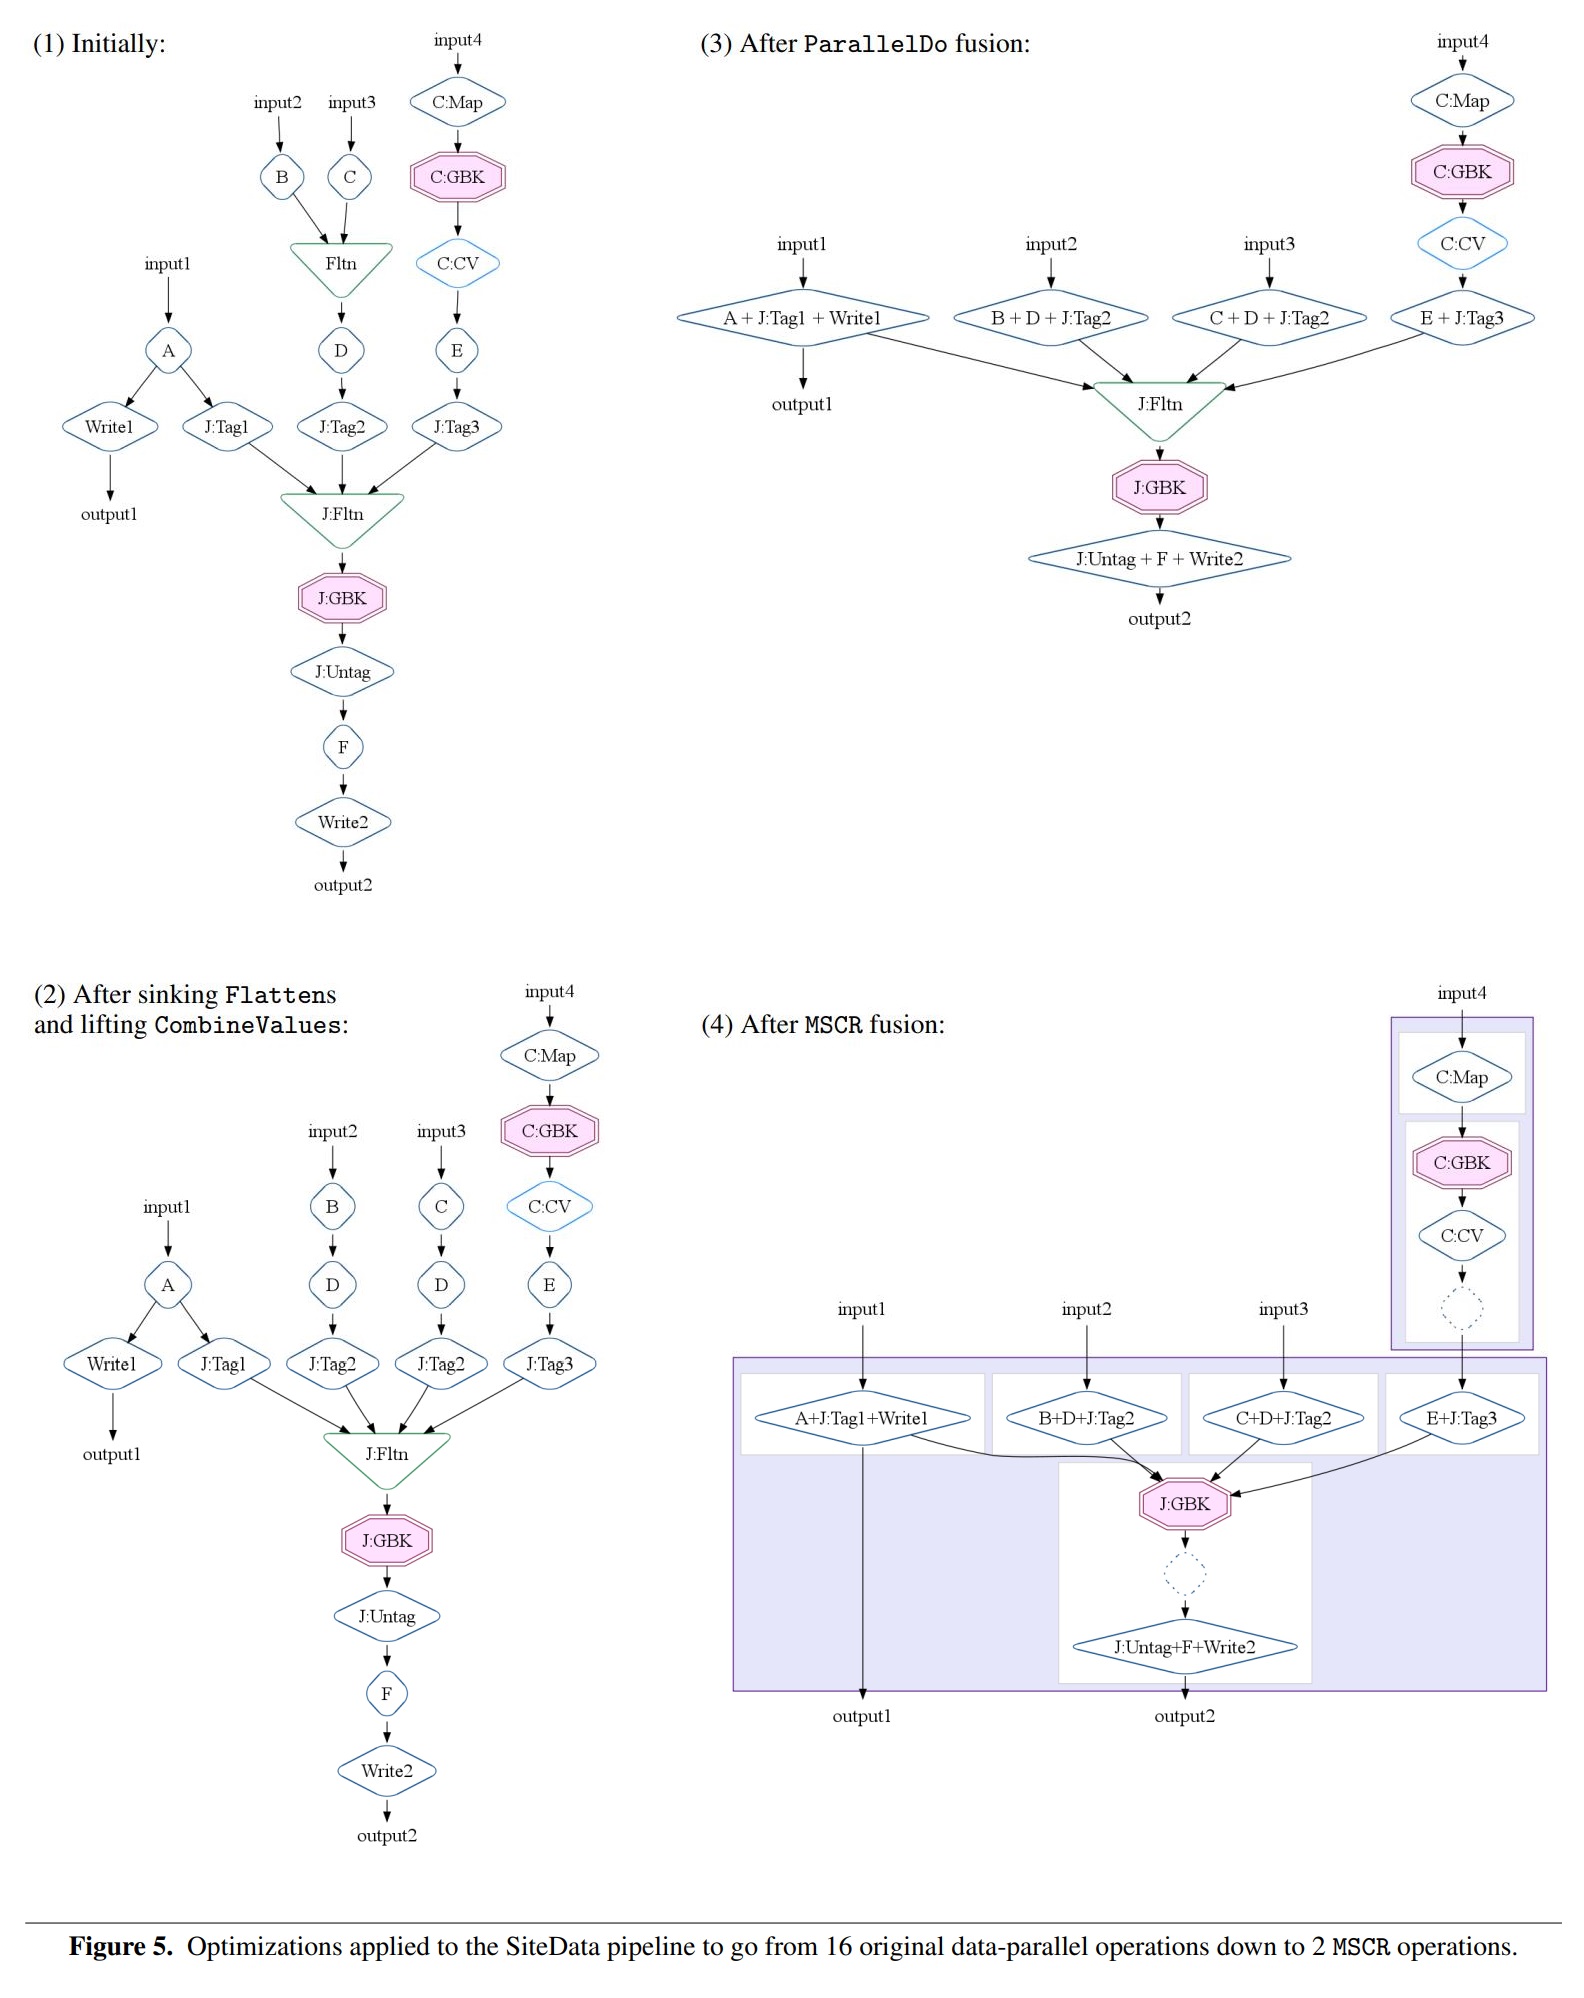 (1) Initially:
input4
C:Map
input2
input3
B
C
C:GBK
Fltn
C:CV
input1
A
D
E
Write1
J:Tag1
J:Tag2
J:Tag3
output1
J:Fltn
J:GBK
J:Untag
F
Write2
output2
(3) After ParallelDo fusion:
input4
C:Map
C:GBK
input1
input2
input3
C:CV
A + J:Tag1 + Write1
B + D + J:Tag2
C + D + J:Tag2
E + J:Tag3
output1
J:Fltn
J:GBK
J:Untag + F + Write2
output2
(2) After sinking Flattens
and lifting CombineValues:
input4
C:Map
input2
input3
C:GBK
input1
B
C
C:CV
A
D
D
E
Write1
J:Tag1
J:Tag2
J:Tag2
J:Tag3
output1
J:Fltn
J:GBK
J:Untag
F
Write2
output2
(4) After MSCR fusion:
input4
C:Map
C:GBK
C:CV
input1
input2
input3
A+J:Tag1+Write1
B+D+J:Tag2
C+D+J:Tag2
E+J:Tag3
J:GBK
J:Untag+F+Write2
output1
output2
Figure 5. Optimizations applied to the SiteData pipeline to go from 16 original data-parallel operations down to 2 MSCR operations.